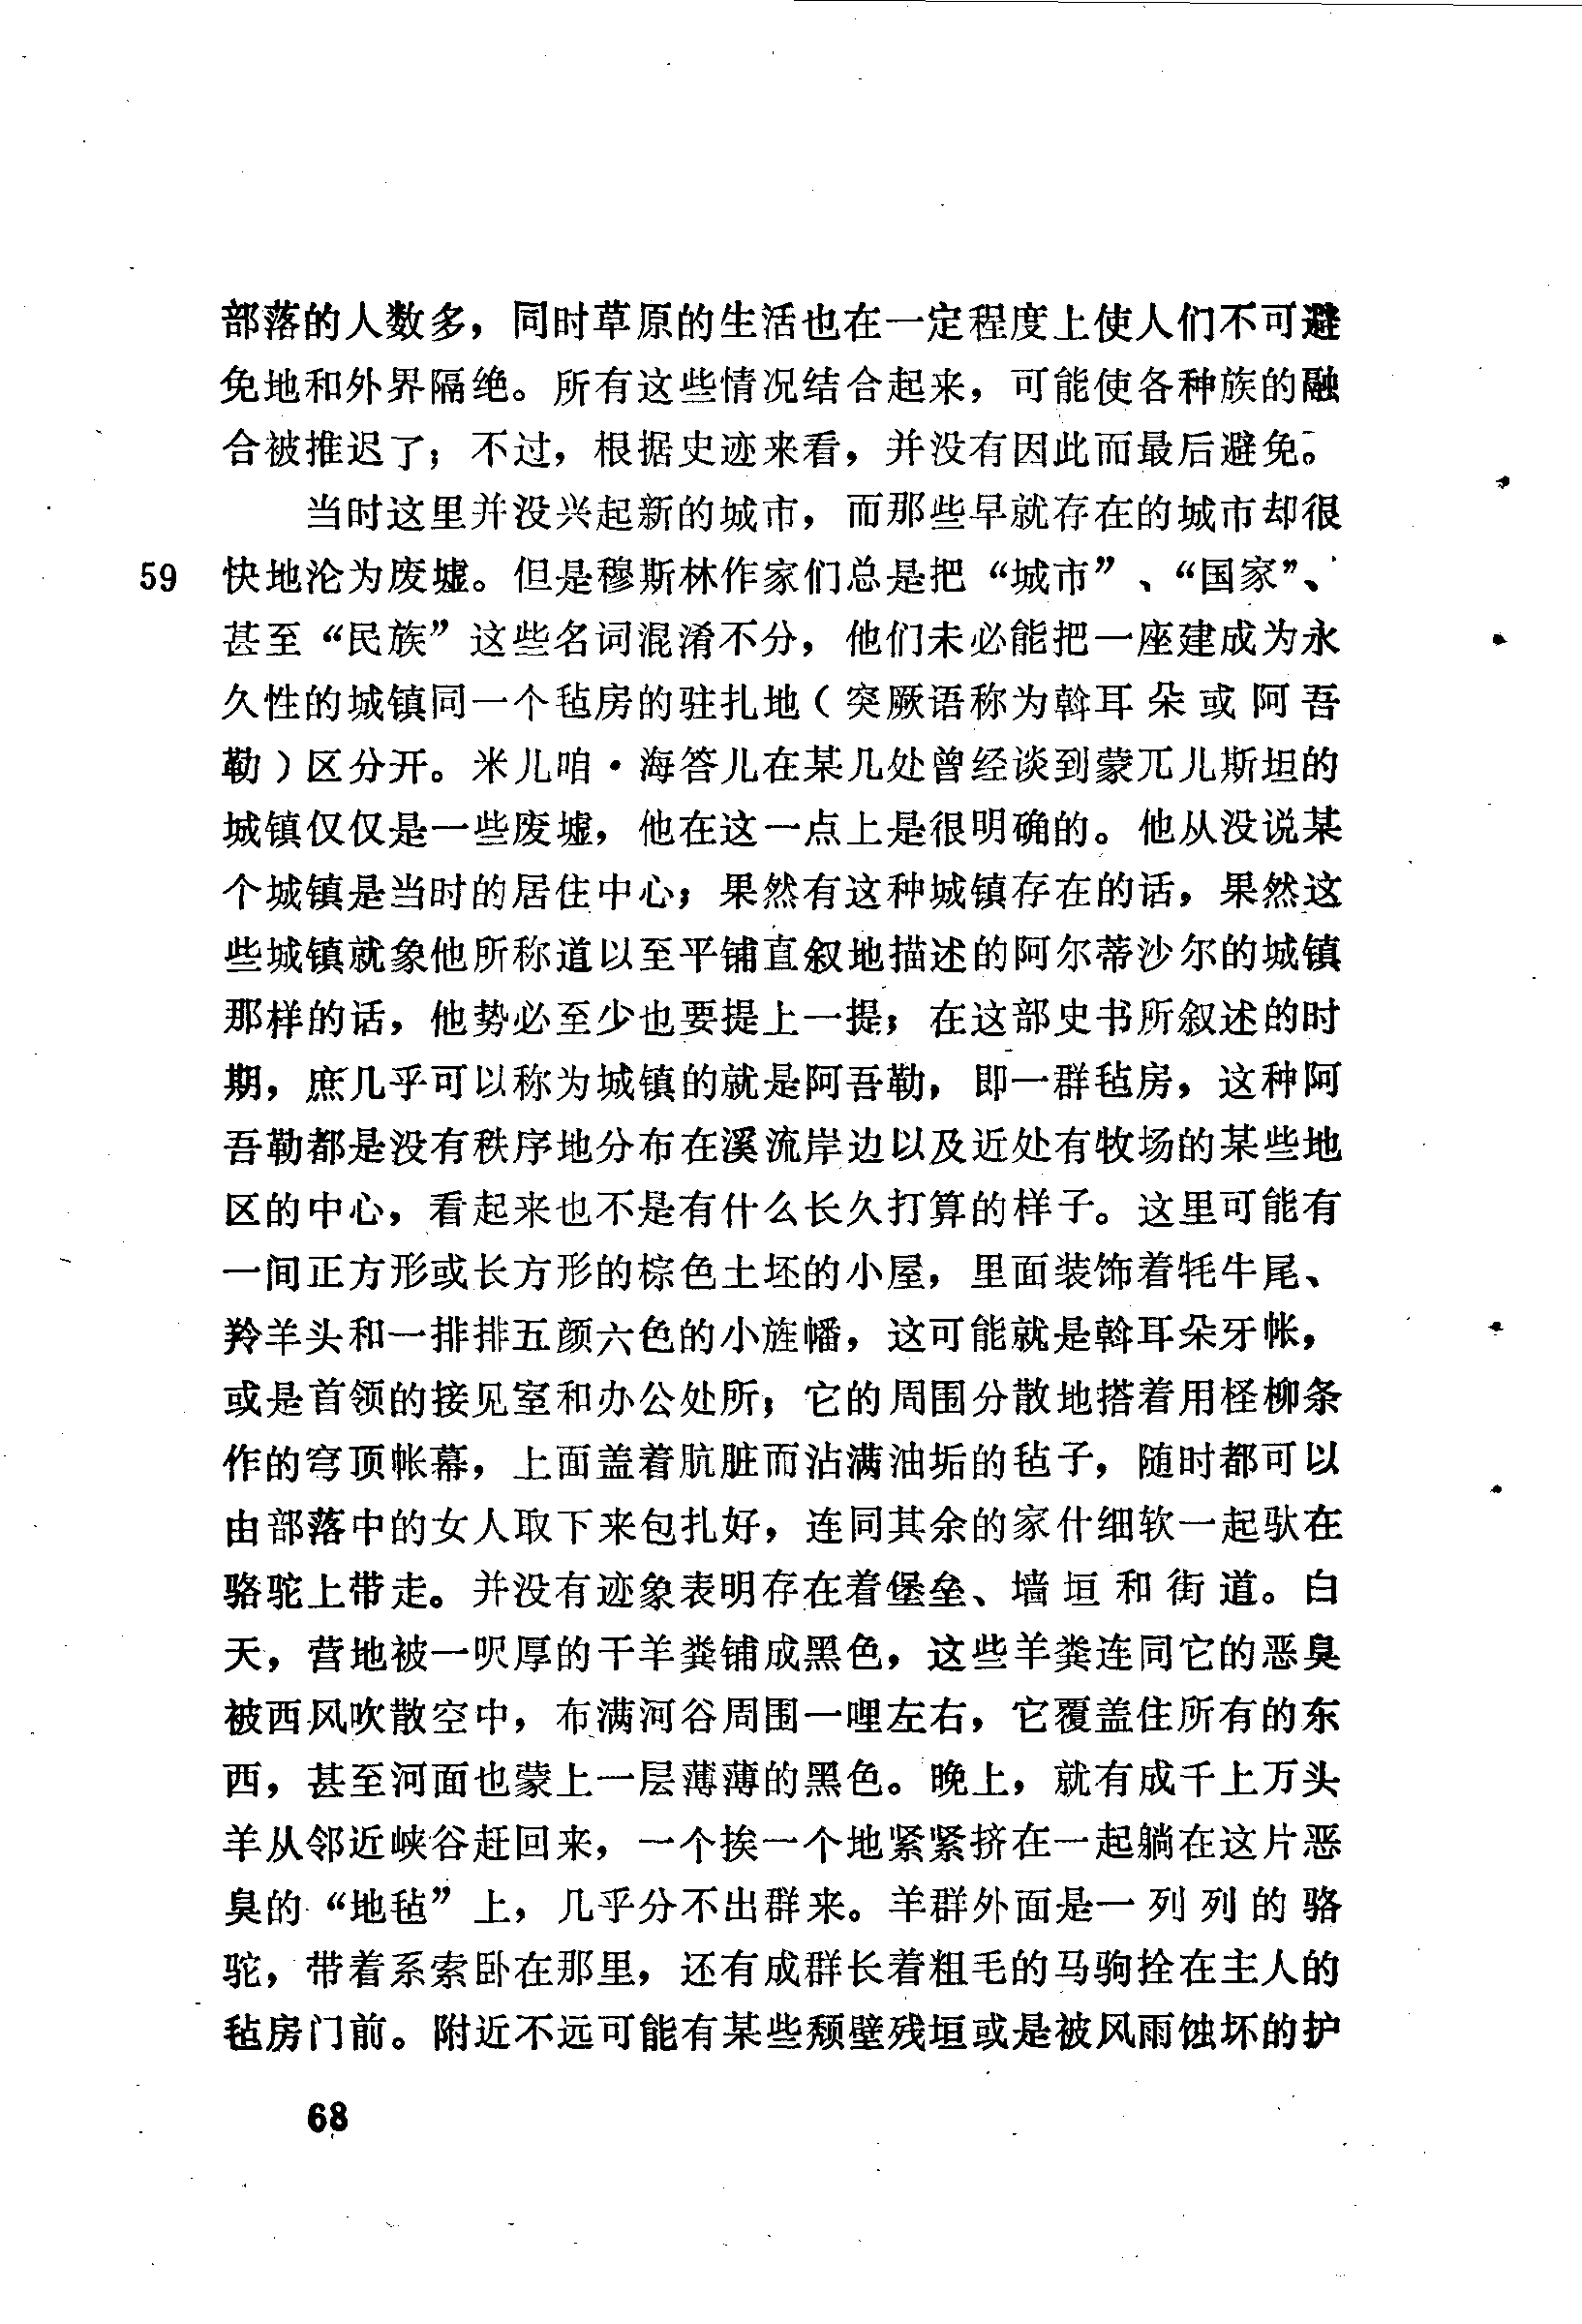 部落的人数多，同时草原的生活也在一定程度上使人们不可避
免地和外界隔绝。所有这些情况结合起来，可能使各种族的融
合被推迟了；不过，根据史迹来看，并没有因此而最后避免。
当时这里并没兴起新的城市，而那些早就存在的城市却很
59 快地沦为废墟。但是穆斯林作家们总是把“城市”、“国家”、
甚至“民族”这些名词混淆不分，他们未必能把一座建成为永
久性的城镇同一个毡房的驻扎地（突厥语称为斡耳朵或阿吾
勒）区分开。米儿咱·海答儿在某几处曾经谈到蒙兀儿斯坦的
城镇仅仅是一些废墟，他在这一点上是很明确的。他从没说某
个城镇是当时的居住中心；果然有这种城镇存在的话，果然这
些城镇就象他所称道以至平铺直叙地描述的阿尔蒂沙尔的城镇
那样的话，他势必至少也要提上一提；在这部史书所叙述的时
期，庶几乎可以称为城镇的就是阿吾勒，即一群毡房，这种阿
吾勒都是没有秩序地分布在溪流岸边以及近处有牧场的某些地
区的中心，看起来也不是有什么长久打算的样子。这里可能有
一间正方形或长方形的棕色土坯的小屋，里面装饰着牦牛尾、
羚羊头和一排排五颜六色的小旌幡，这可能就是斡耳朵牙帐，
或是首领的接见室和办公处所；它的周围分散地搭着用柽柳条
作的穹顶帐幕，上面盖着肮脏而沾满油垢的毡子，随时都可以
由部落中的女人取下来包扎好，连同其余的家什细软一起驮在
骆驼上带走。并没有迹象表明存在着堡垒、墙垣和街道。白
天，营地被一呎厚的干羊粪铺成黑色，这些羊粪连同它的恶臭
被西风吹散空中，布满河谷周围一哩左右，它覆盖住所有的东
西，甚至河面也蒙上一层薄薄的黑色。晚上，就有成千上万头
羊从邻近峡谷赶回来，一个挨一个地紧紧挤在一起躺在这片恶
臭的“地毡”上，几乎分不出群来。羊群外面是一列列的骆
驼，带着系索卧在那里，还有成群长着粗毛的马驹拴在主人的
毡房门前。附近不远可能有某些颓壁残垣或是被风雨蚀坏的护
68